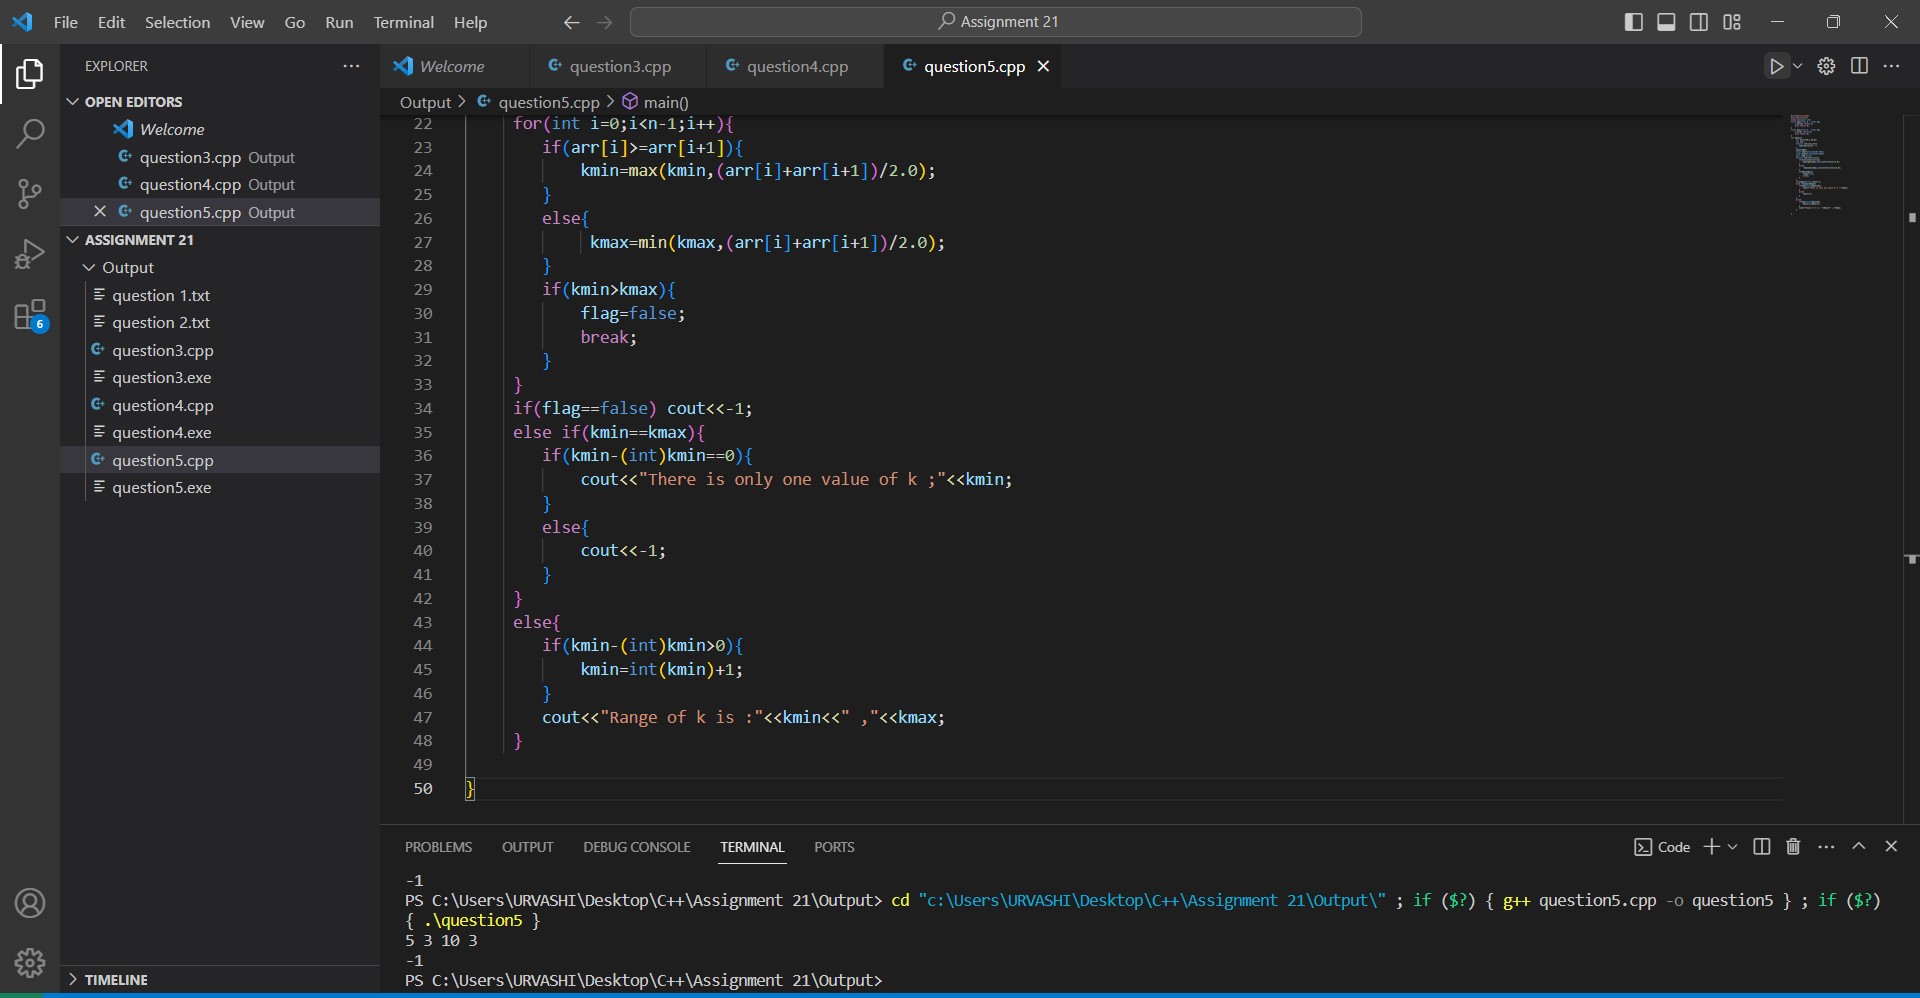 File Edit Selection View Go Run Terminal Help
Assignment 21
EXPLORER
OPEN EDITORS
Welcome
question3.cpp Output
question4.cpp Output
question5.cpp Output
ASSIGNMENT 21
Output
question 1.txt
question 2.txt
question3.cpp
question3.exe
question4.cpp
question4.exe
question5.cpp
question5.exe
6
TIMELINE
Welcome question3.cpp question4.cpp question5.cpp
Output > question5.cpp > main()
22 for(int i=0;i<n-1;i++){
23 if(arr[i]>=arr[i+1]){
24 kmin=max(kmin,(arr[i]+arr[i+1])/2.0);
25 }
26 else{
27 kmax=min(kmax,(arr[i]+arr[i+1])/2.0);
28 }
29 if(kmin>kmax){
30 flag=false;
31 break;
32 }
33 }
34 if(flag==false) cout<<-1;
35 else if(kmin==kmax){
36 if(kmin-(int)kmin==0){
37 cout<<"There is only one value of k ;"<<kmin;
38 }
39 else{
40 cout<<-1;
41 }
42 }
43 else{
44 if(kmin-(int)kmin>0){
45 kmin=int(kmin)+1;
46 }
47 cout<<"Range of k is :"<<kmin<<" ,"<<kmax;
48 }
49
50 }
PROBLEMS OUTPUT DEBUG CONSOLE TERMINAL PORTS
Code
-1
PS C:\Users\URVASHI\Desktop\C++\Assignment 21\Output> cd "c:\Users\URVASHI\Desktop\C++\Assignment 21\Output\" ; if ($?) { g++ question5.cpp -o question5 } ; if ($?)
{ .\question5 }
5 3 10 3
-1
PS C:\Users\URVASHI\Desktop\C++\Assignment 21\Output>